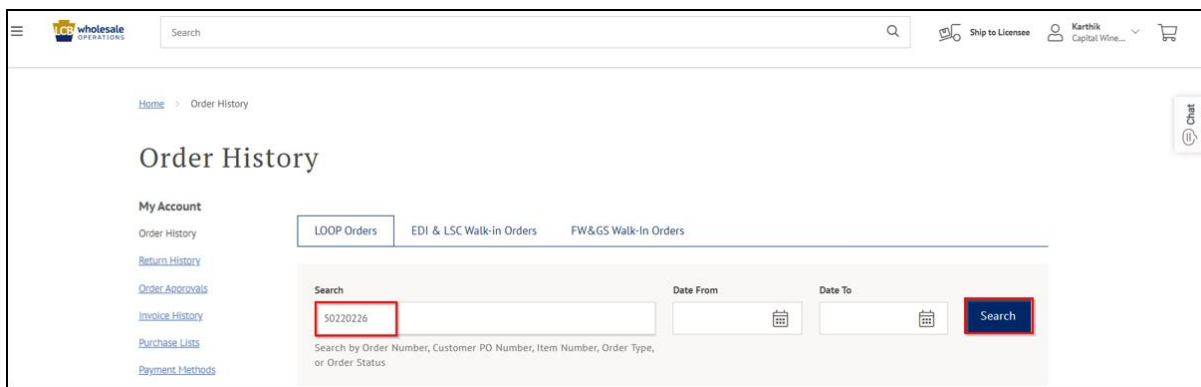 LCB wholesale
OPERATIONS
Search
Ship to Licensee
Karthik
Capital Wine...
Chat
Home > Order History
Order History
My Account
Order History
Return History
Order Approvals
Invoice History
Purchase Lists
Payment Methods
LOOP Orders
EDI & LSC Walk-in Orders
FW&GS Walk-In Orders
Search
Date From
Date To
50220226
Search
Search by Order Number, Customer PO Number, Item Number, Order Type,
or Order Status